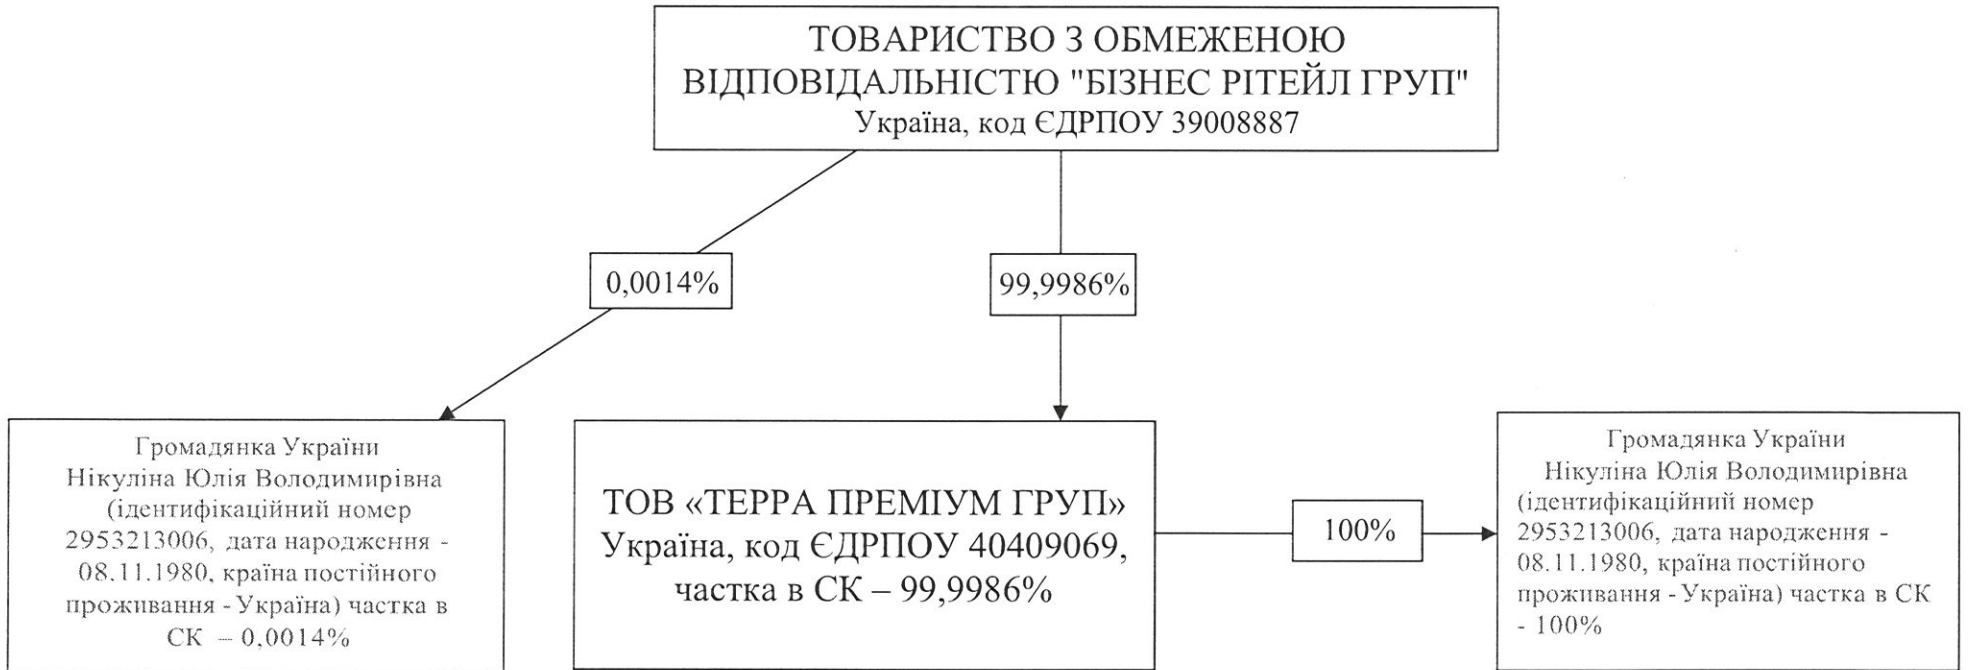 ТОВАРИСТВО З ОБМЕЖЕНОЮ
ВІДПОВІДАЛЬНІСТЮ "БІЗНЕС РІТЕЙЛ ГРУП"
Україна, код ЄДРПОУ 39008887
0,0014%
99,9986%
Громадянка України
Нікуліна Юлія Володимирівна
(ідентифікаційний номер
2953213006, дата народження -
08.11.1980, країна постійного
проживання - Україна) частка в
СК – 0,0014%
ТОВ «ТЕРРА ПРЕМІУМ ГРУП»
Україна, код ЄДРПОУ 40409069,
частка в СК – 99,9986%
100%
Громадянка України
Нікуліна Юлія Володимирівна
(ідентифікаційний номер
2953213006, дата народження -
08.11.1980, країна постійного
проживання - Україна) частка в СК
- 100%